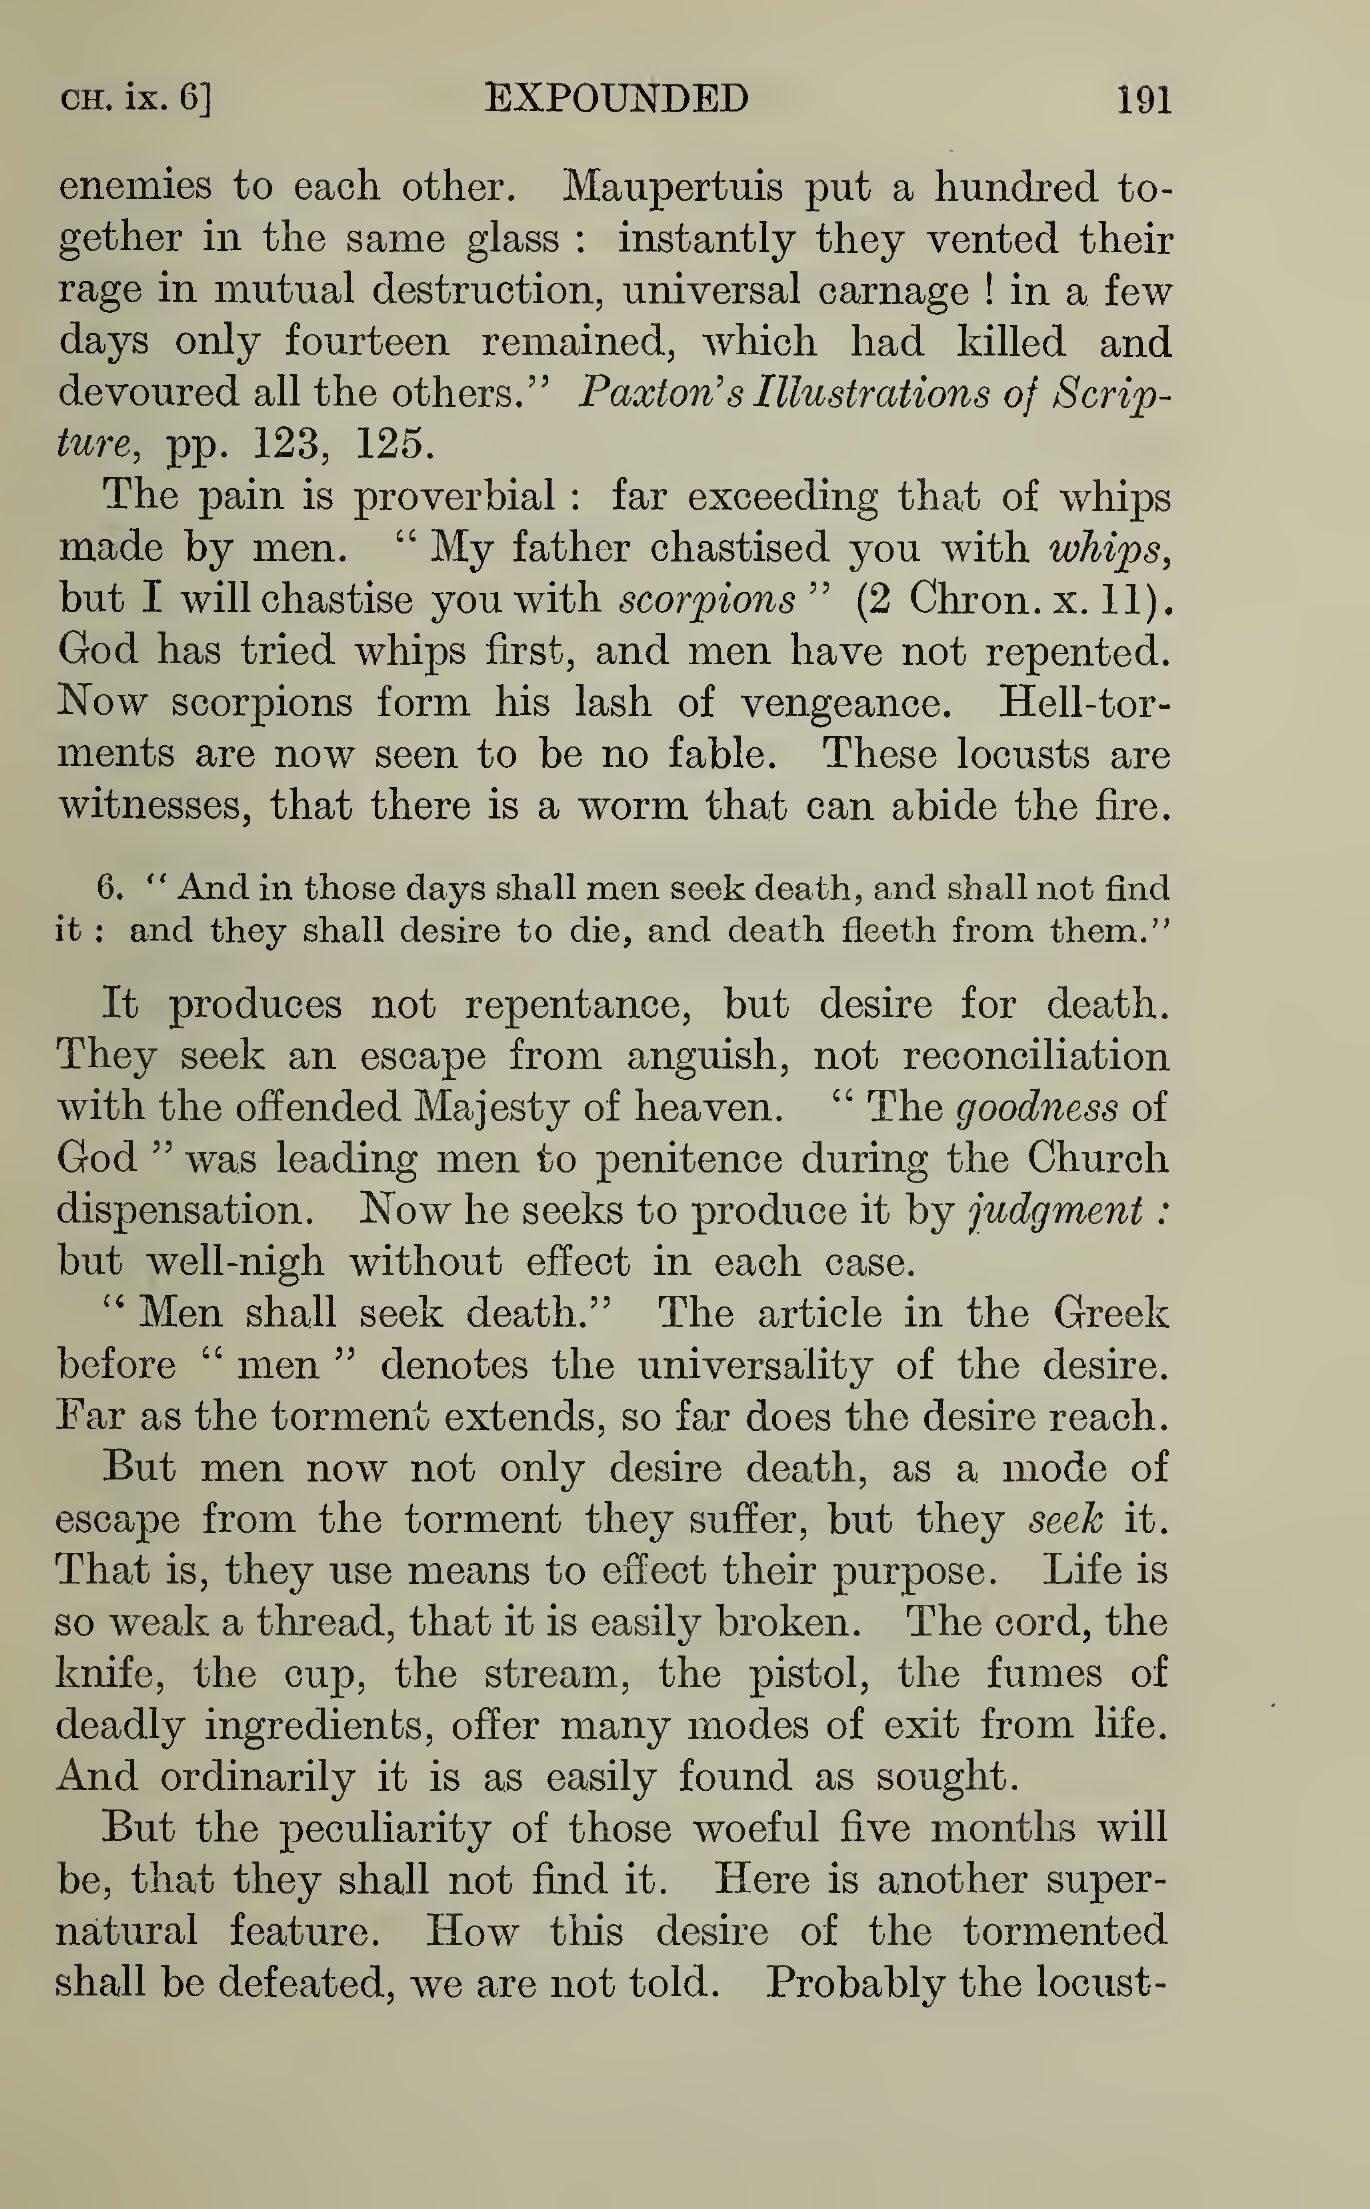 CH. ix. 6] EXPOUNDED 191
enemies to each other. Maupertuis put a hundred to-
gether in the same glass : instantly they vented their
rage in mutual destruction, universal carnage ! in a few
days only fourteen remained, which had killed and
devoured all the others.” Paxton’s Illustrations of Scrip-
ture, pp. 123, 125.
The pain is proverbial : far exceeding that of whips
made by men. “ My father chastised you with whips,
but I will chastise you with scorpions ” (2 Chron. x. 11).
God has tried whips first, and men have not repented.
Now scorpions form his lash of vengeance. Hell-tor-
ments are now seen to be no fable. These locusts are
witnesses, that there is a worm that can abide the fire.
6. “ And in those days shall men seek death, and shall not find
it : and they shall desire to die, and death fleeth from them.”
It produces not repentance, but desire for death.
They seek an escape from anguish, not reconciliation
with the offended Majesty of heaven. “ The goodness of
God ” was leading men to penitence during the Church
dispensation. Now he seeks to produce it by judgment :
but well-nigh without effect in each case.
“ Men shall seek death.” The article in the Greek
before “ men ” denotes the universality of the desire.
Far as the torment extends, so far does the desire reach.
But men now not only desire death, as a mode of
escape from the torment they suffer, but they seek it.
That is, they use means to effect their purpose. Life is
so weak a thread, that it is easily broken. The cord, the
knife, the cup, the stream, the pistol, the fumes of
deadly ingredients, offer many modes of exit from life.
And ordinarily it is as easily found as sought.
But the peculiarity of those woeful five months will
be, that they shall not find it. Here is another super-
natural feature. How this desire of the tormented
shall be defeated, we are not told. Probably the locust-